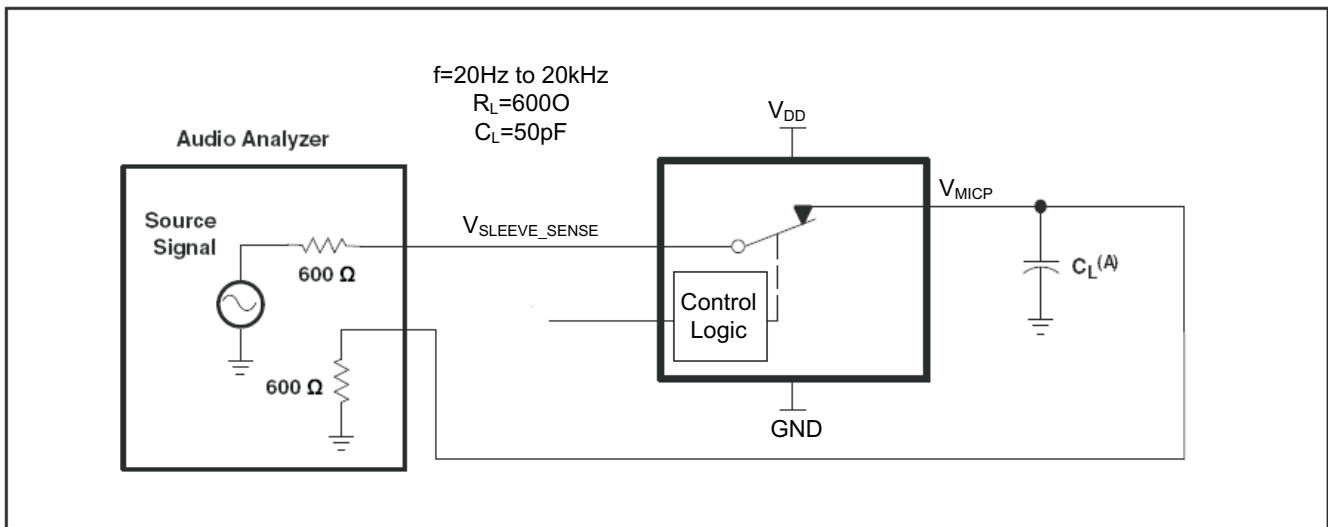 f=20Hz to 20kHz
RL=600O
CL=50pF
Audio Analyzer
Source
Signal
600 Ω
600 Ω
VSLEEVE_SENSE
VDD
VMICP
Control
Logic
GND
CL(A)